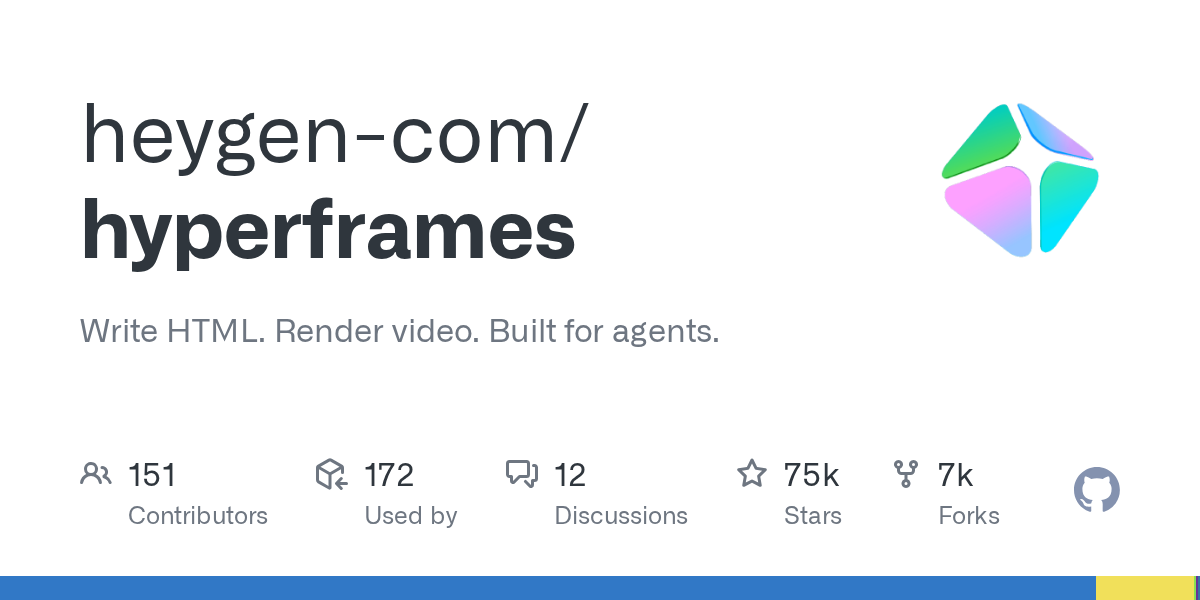 heygen-com/
hyperframes
Write HTML. Render video. Built for agents.
151
Contributors
172
Used by
12
Discussions
75k
Stars
7k
Forks